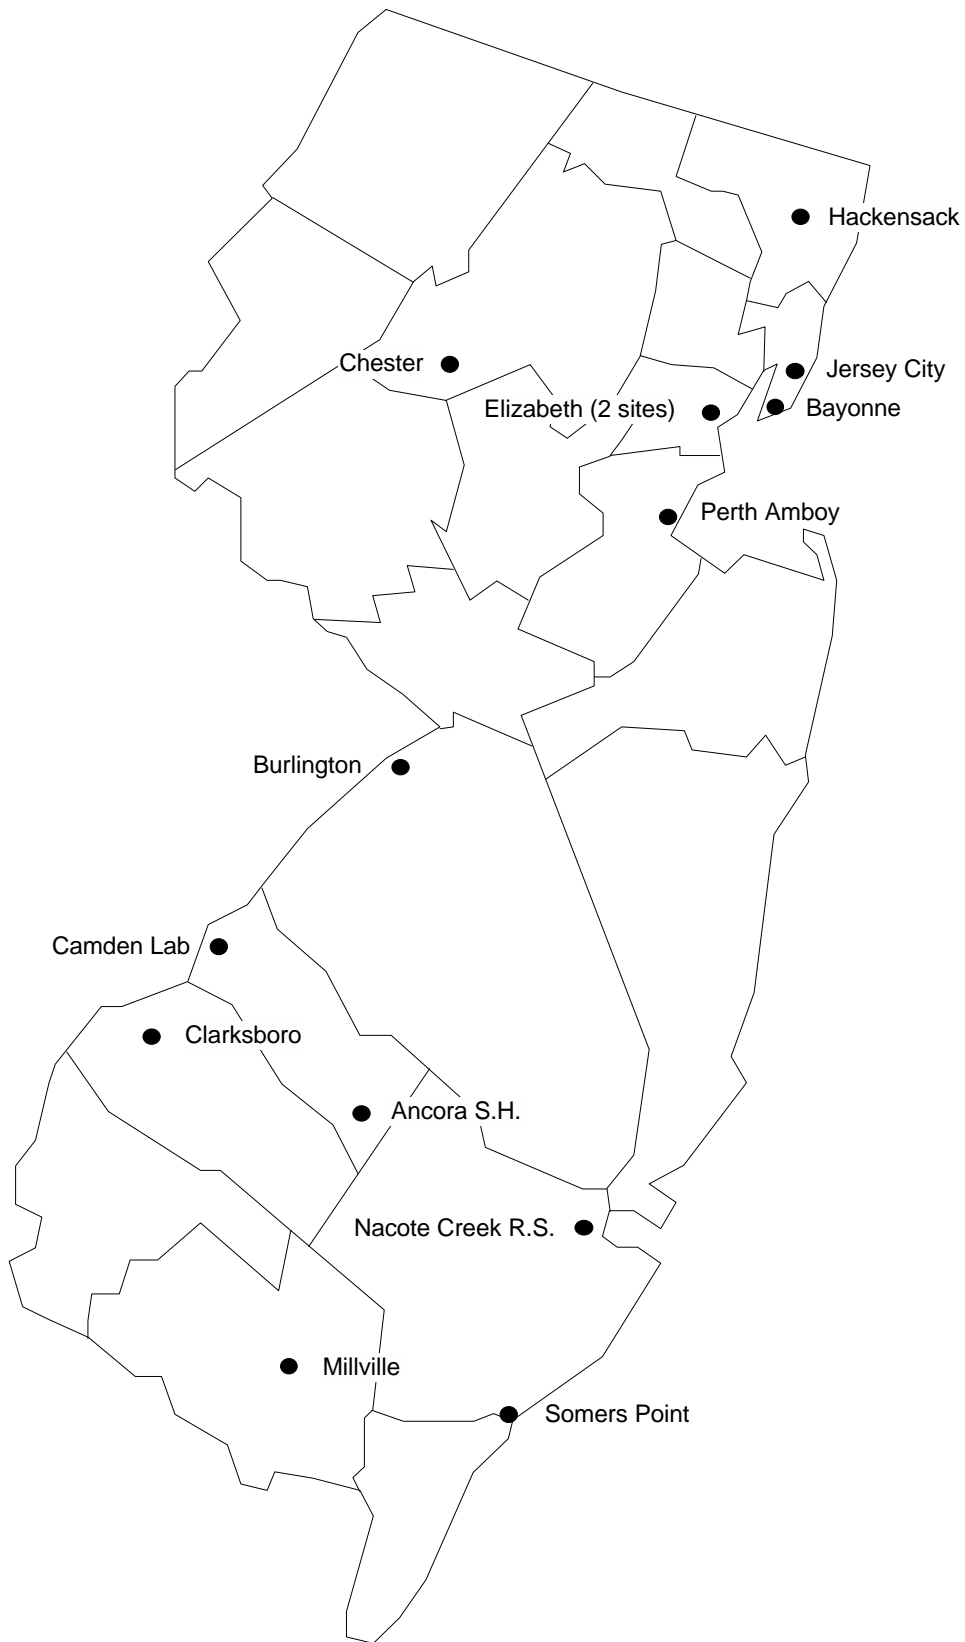 Hackensack
Chester
Jersey City
Elizabeth (2 sites)
Bayonne
Perth Amboy
Burlington
Camden Lab
Clarksboro
Ancora S.H.
Nacote Creek R.S.
Millville
Somers Point